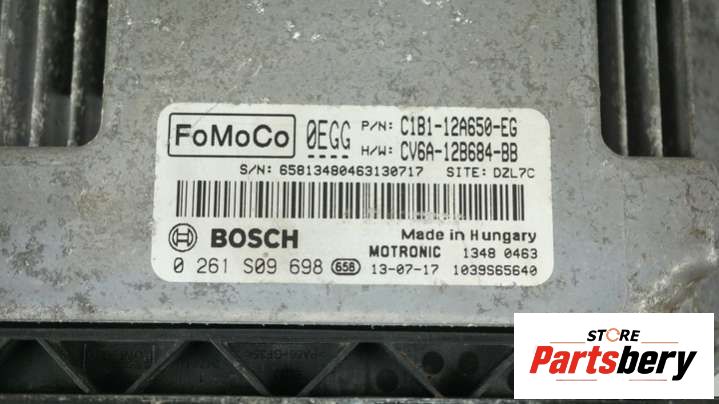 FoMoCo 0EGG P/N: C1B1-12A650-EG
H/W: CV6A-12B684-BB
S/N: 65813480463130717 SITE: DZL7C
BOSCH Made in Hungary
MOTRONIC 1348 0463
0 261 S09 698 658 13-07-17 1039S65640
STORE
Partsbery